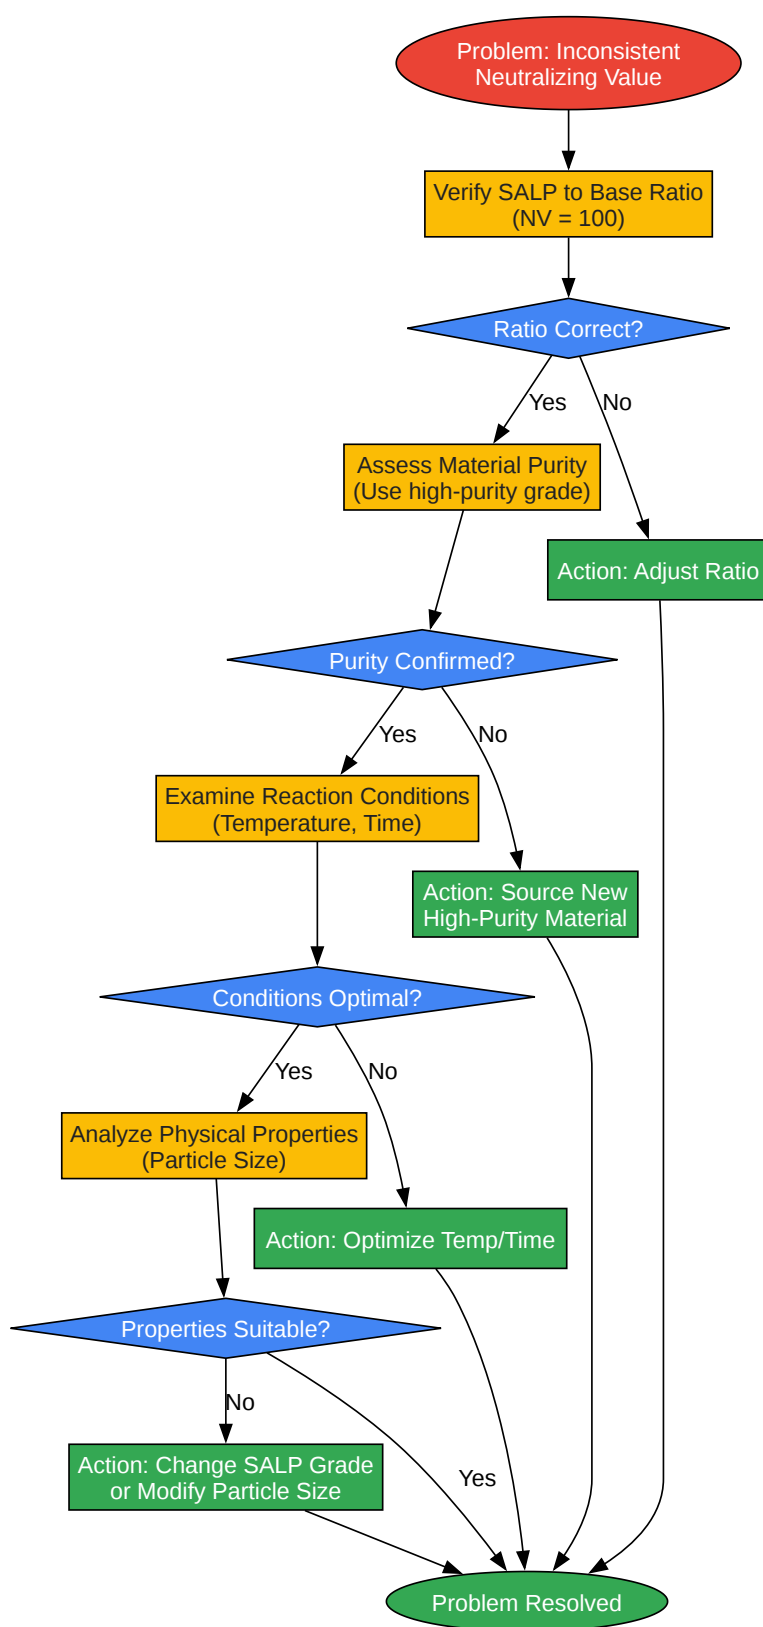 Problem: Inconsistent
Neutralizing Value
Verify SALP to Base Ratio
(NV = 100)
Ratio Correct?
Yes
No
Assess Material Purity
(Use high-purity grade)
Action: Adjust Ratio
Purity Confirmed?
Yes
No
Examine Reaction Conditions
(Temperature, Time)
Action: Source New
High-Purity Material
Conditions Optimal?
Yes
No
Analyze Physical Properties
(Particle Size)
Action: Optimize Temp/Time
Properties Suitable?
No
Action: Change SALP Grade
or Modify Particle Size
Yes
Problem Resolved